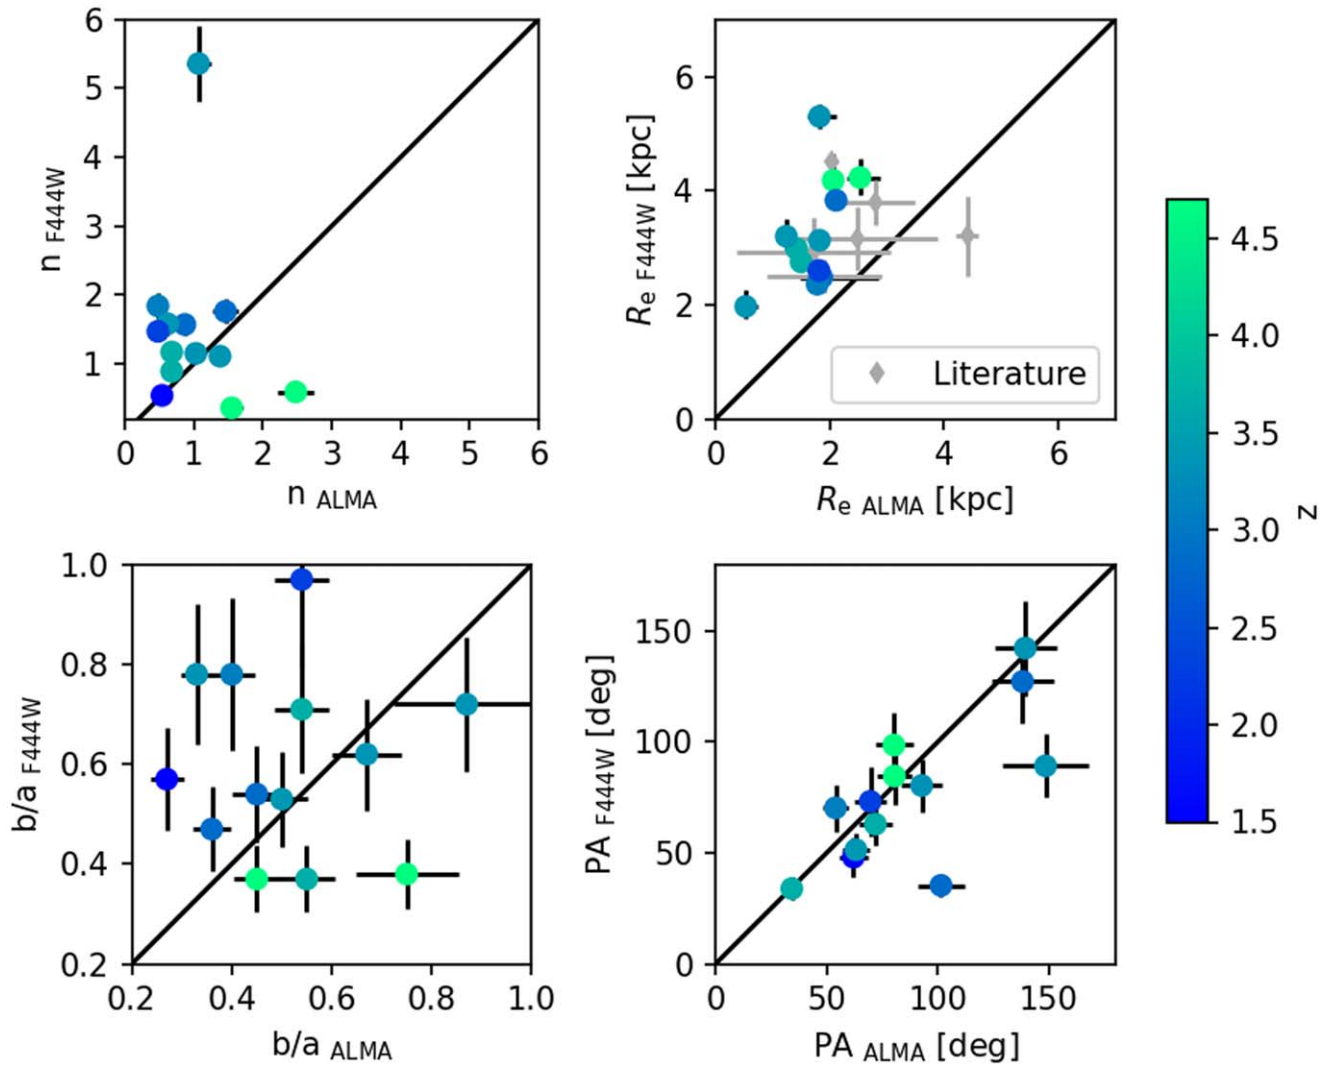 6
5
4
3
2
1
0 1 2 3 4 5 6
n F444W
n ALMA
6
4
2
0
0 2 4 6
Re F444W [kpc]
Re ALMA [kpc]
Literature
1.0
0.8
0.6
0.4
0.2
0.2 0.4 0.6 0.8 1.0
b/a F444W
b/a ALMA
150
100
50
0
0 50 100 150
PA F444W [deg]
PA ALMA [deg]
4.5
4.0
3.5
3.0
2.5
2.0
1.5
z